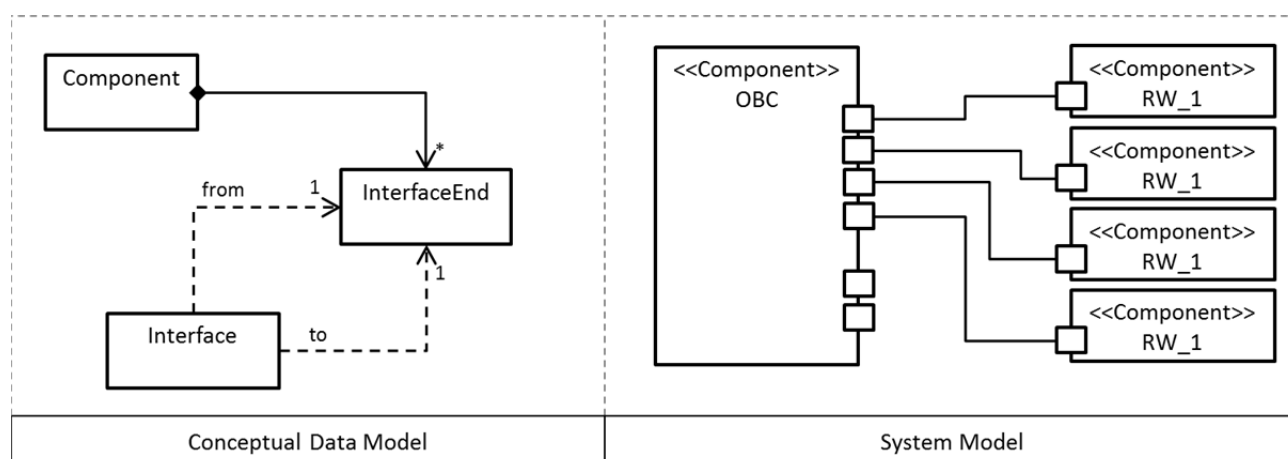 Component
*
from
1
InterfaceEnd
1
Interface
to
<<Component>>
OBC
<<Component>>
RW_1
<<Component>>
RW_1
<<Component>>
RW_1
<<Component>>
RW_1
Conceptual Data Model
System Model